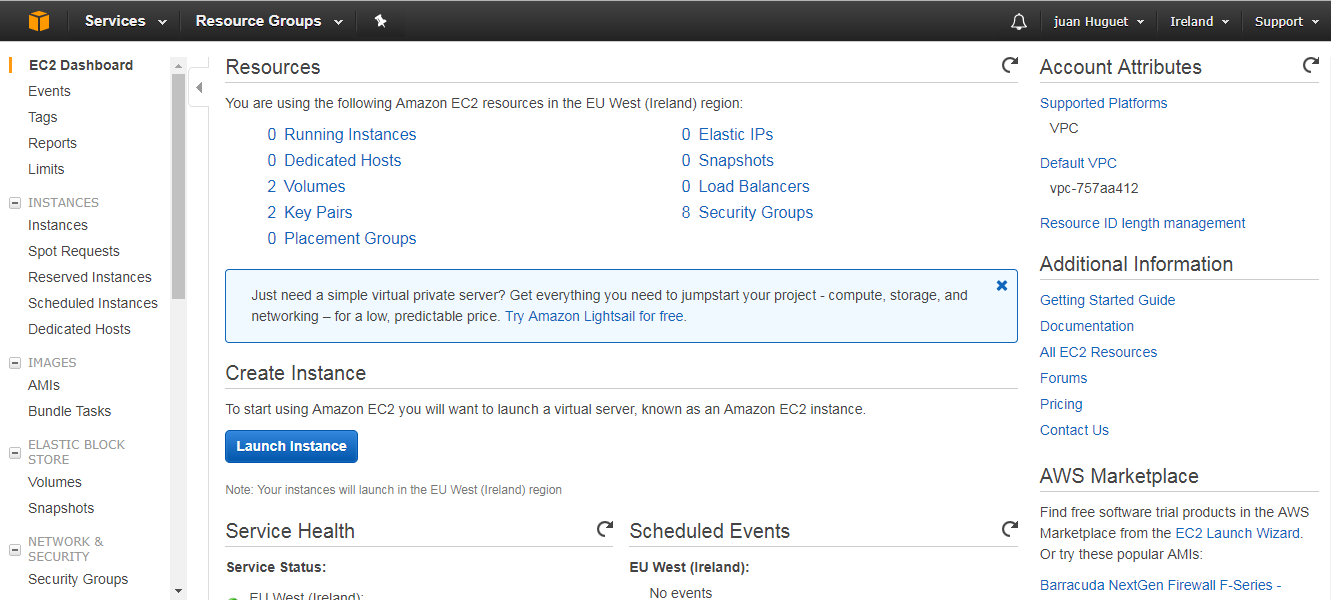 Services
Resource Groups
juan Huguet
Ireland
Support
EC2 Dashboard
Events
Tags
Reports
Limits
INSTANCES
Instances
Spot Requests
Reserved Instances
Scheduled Instances
Dedicated Hosts
IMAGES
AMIs
Bundle Tasks
ELASTIC BLOCK
STORE
Volumes
Snapshots
NETWORK &
SECURITY
Security Groups
Resources
You are using the following Amazon EC2 resources in the EU West (Ireland) region:
0 Running Instances
0 Dedicated Hosts
2 Volumes
2 Key Pairs
0 Placement Groups
0 Elastic IPs
0 Snapshots
0 Load Balancers
8 Security Groups
Just need a simple virtual private server? Get everything you need to jumpstart your project - compute, storage, and
networking – for a low, predictable price. Try Amazon Lightsail for free.
Create Instance
To start using Amazon EC2 you will want to launch a virtual server, known as an Amazon EC2 instance.
Launch Instance
Note: Your instances will launch in the EU West (Ireland) region
Service Health
Service Status:
EU West (Ireland):
Scheduled Events
EU West (Ireland):
No events
Account Attributes
Supported Platforms
VPC
Default VPC
vpc-757aa412
Resource ID length management
Additional Information
Getting Started Guide
Documentation
All EC2 Resources
Forums
Pricing
Contact Us
AWS Marketplace
Find free software trial products in the AWS
Marketplace from the EC2 Launch Wizard.
Or try these popular AMIs:
Barracuda NextGen Firewall F-Series -